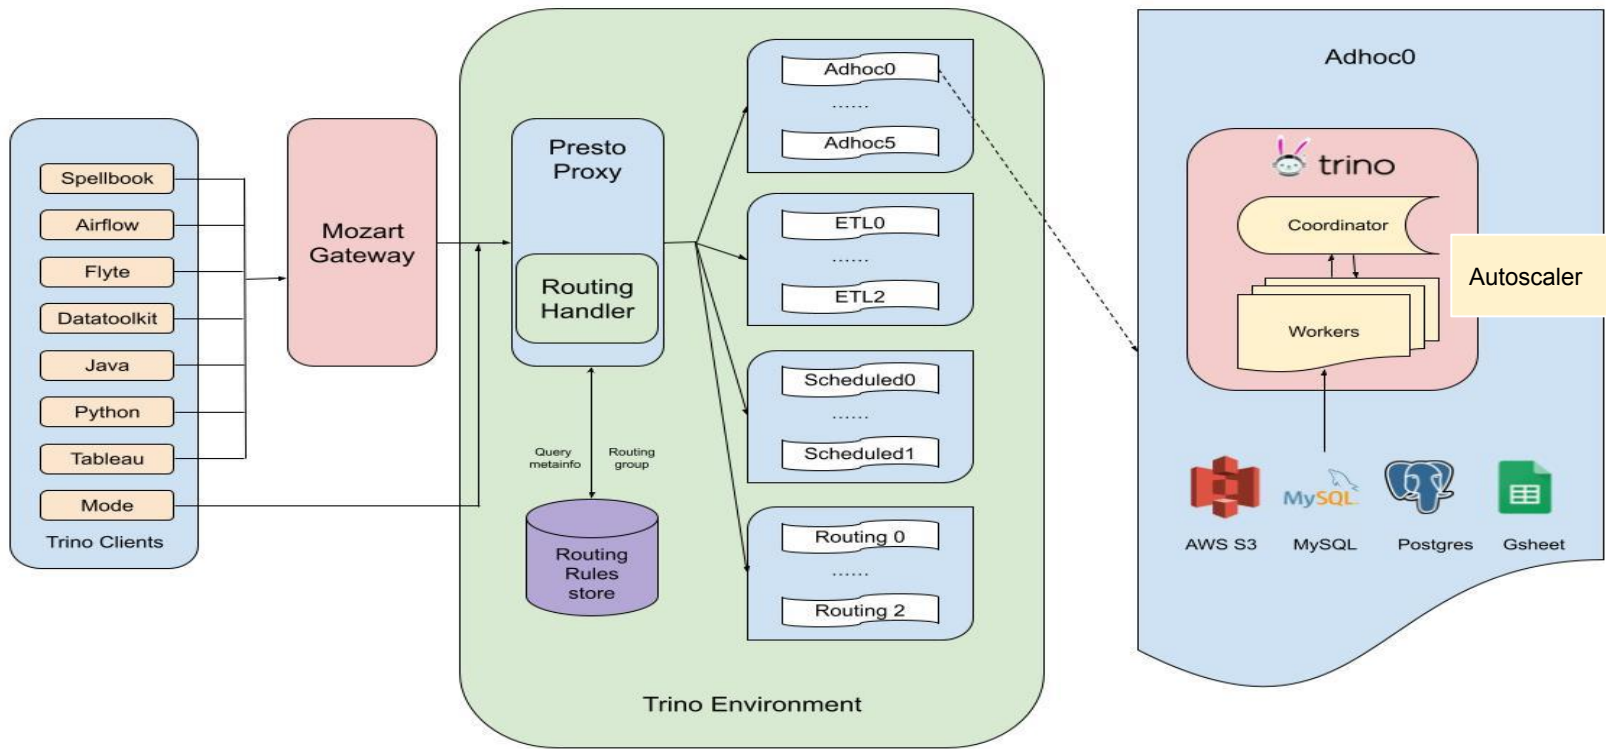 Spellbook
Airflow
Flyte
Datatoolkit
Java
Python
Tableau
Mode
Trino Clients
Mozart
Gateway
Presto
Proxy
Routing
Handler
Query
metainfo
Routing
group
Routing
Rules
store
Adhoc0
......
Adhoc5
ETL0
......
ETL2
Scheduled0
......
Scheduled1
Routing 0
......
Routing 2
Trino Environment
Adhoc0
trino
Coordinator
Workers
Autoscaler
MySQL
AWS S3
MySQL
Postgres
Gsheet